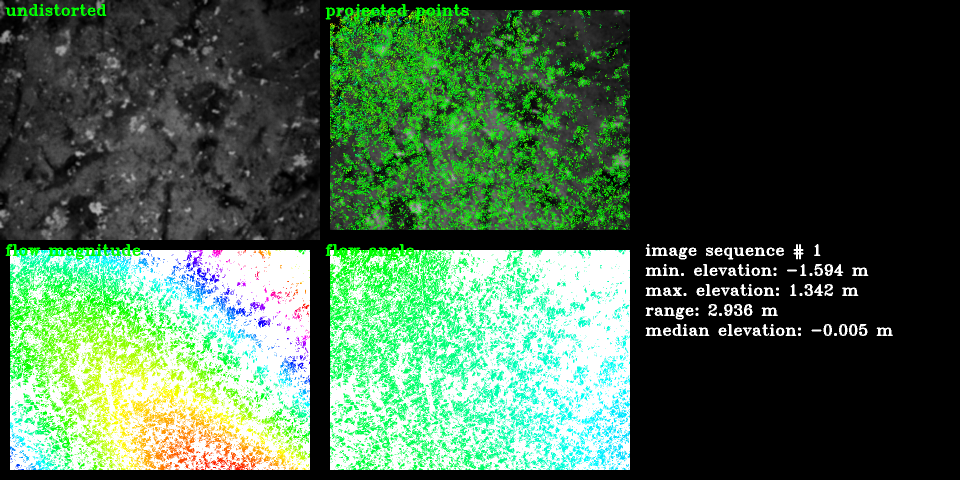 undistorted
projected points
flow magnitude
flow angle
image sequence # 1
min. elevation: −1.594 m
max. elevation: 1.342 m
range: 2.936 m
median elevation: −0.005 m